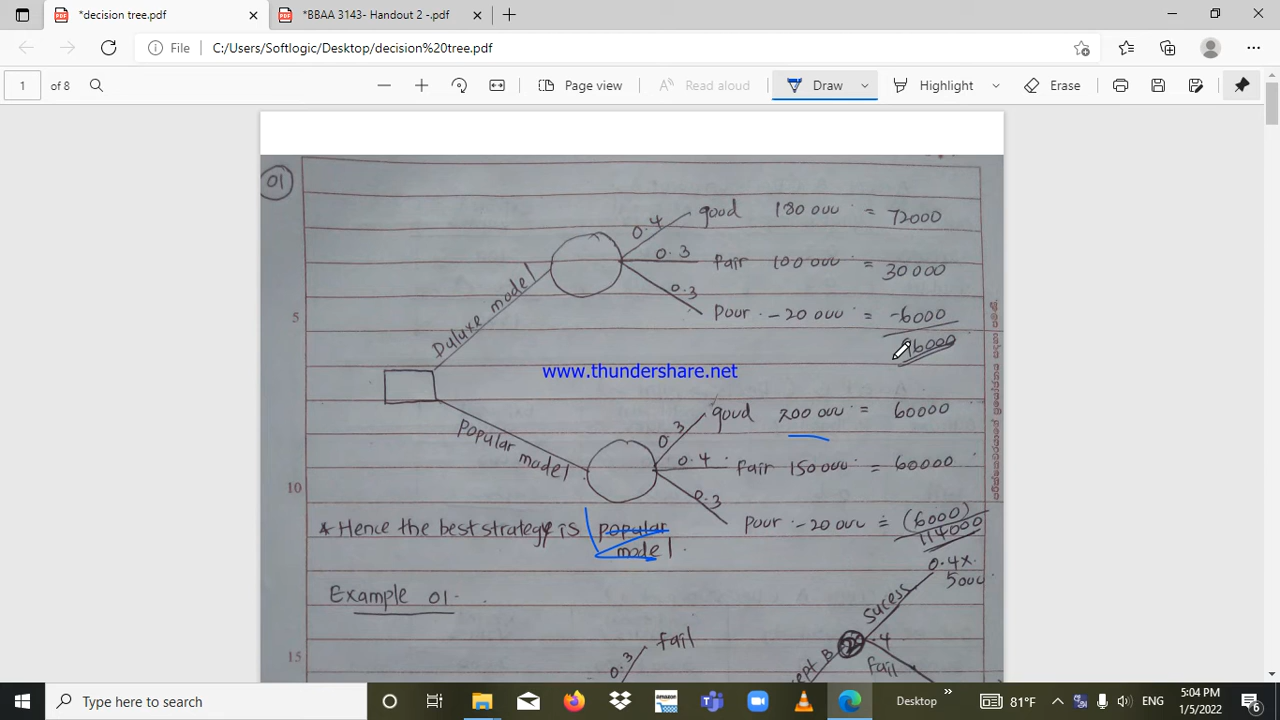 *decision tree.pdf
*BBAA 3143- Handout 2 -.pdf
File C:/Users/Softlogic/Desktop/decision%20tree.pdf
1 of 8
Page view
Read aloud
Draw
Highlight
Erase
01
0.4 good 180 000 = 72000
0.3 Fair 100 000 = 30000
0.3 Pour - 20 000 = -6000
96000
Duluxe model
www.thundershare.net
5
Popular model
0.3 good 200 000 = 60000
0.4 Fair 150 000 = 60000
0.3 Pour - 20 000 = (6000)
114000
10
* Hence the best strategy is popular
model.
0.4x
5000
Sucess
Example 01.
0.3 fail
.4
Fail
15
Type here to search
Desktop
81°F
ENG
5:04 PM
1/5/2022
6